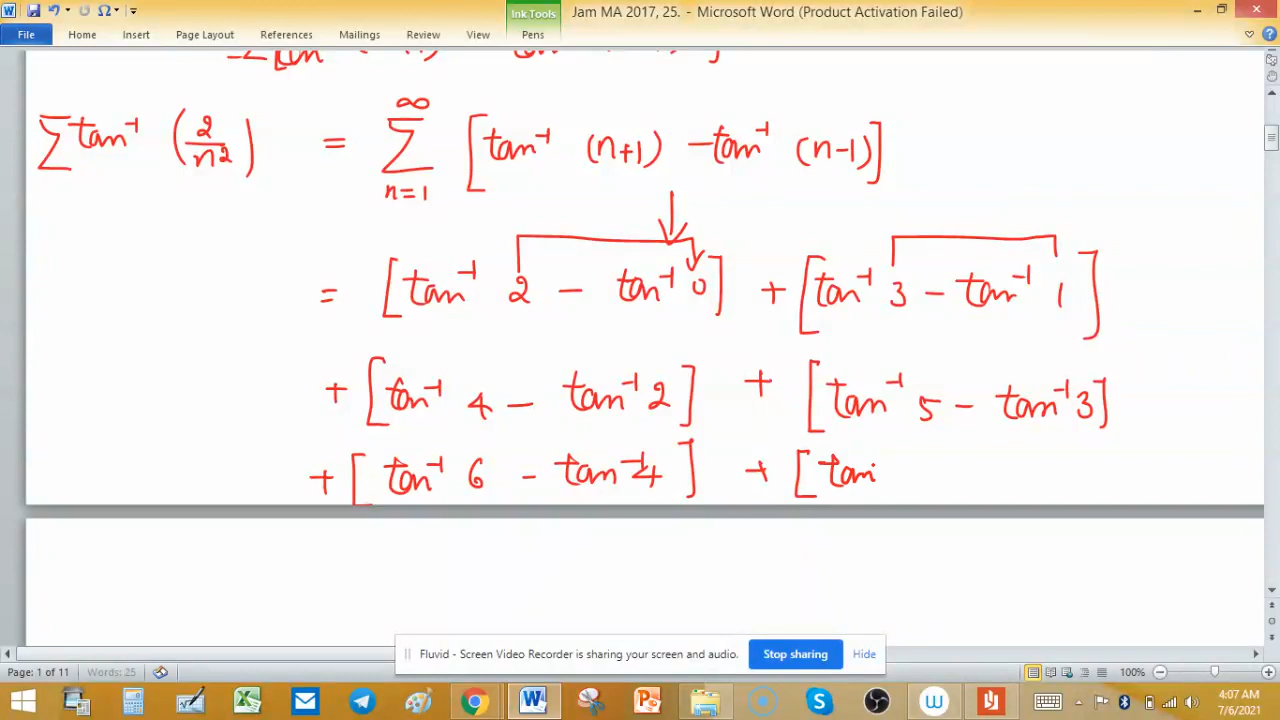 Ink Tools
Jam MA 2017, 25. - Microsoft Word (Product Activation Failed)
File Home Insert Page Layout References Mailings Review View Pens
∑ tan⁻¹ (2/n²) = ∑ n=1 ∞ [tan⁻¹ (n+1) - tan⁻¹ (n-1)]
= [tan⁻¹ 2 - tan⁻¹ 0] + [tan⁻¹ 3 - tan⁻¹ 1]
+ [tan⁻¹ 4 - tan⁻¹ 2] + [tan⁻¹ 5 - tan⁻¹ 3]
+ [tan⁻¹ 6 - tan⁻¹ 4] + [tan
Fluvid - Screen Video Recorder is sharing your screen and audio. Stop sharing Hide
Page: 1 of 11 Words: 25 100%
4:07 AM
7/6/2021